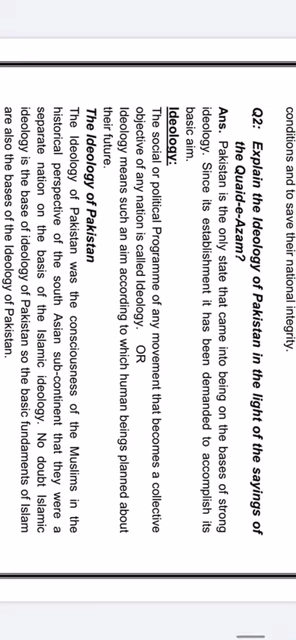 conditions and to save their national integrity.
Q2: Explain the Ideology of Pakistan in the light of the sayings of
the Quaid-e-Azam?
Ans. Pakistan is the only state that came into being on the bases of strong
ideology. Since its establishment it has been demanded to accomplish its
basic aim.
Ideology:
The social or political Programme of any movement that becomes a collective
objective of any nation is called Ideology. OR
Ideology means such an aim according to which human beings planned about
their future.
The Ideology of Pakistan
The Ideology of Pakistan was the consciousness of the Muslims in the
historical perspective of the south Asian sub-continent that they were a
separate nation on the basis of the Islamic ideology. No doubt Islamic
ideology is the base of ideology of Pakistan so the basic fundaments of Islam
are also the bases of the Ideology of Pakistan.